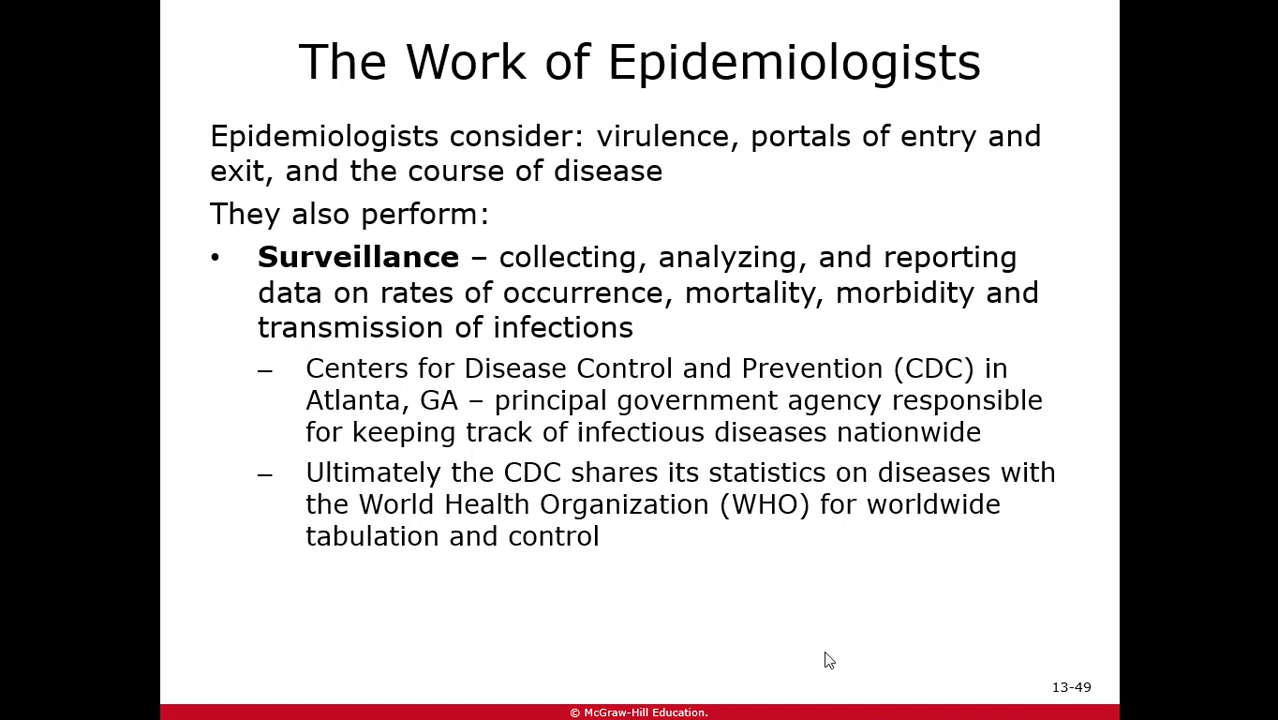 The Work of Epidemiologists
Epidemiologists consider: virulence, portals of entry and
exit, and the course of disease
They also perform:
• Surveillance – collecting, analyzing, and reporting
data on rates of occurrence, mortality, morbidity and
transmission of infections
– Centers for Disease Control and Prevention (CDC) in
Atlanta, GA – principal government agency responsible
for keeping track of infectious diseases nationwide
– Ultimately the CDC shares its statistics on diseases with
the World Health Organization (WHO) for worldwide
tabulation and control
13-49
© McGraw-Hill Education.